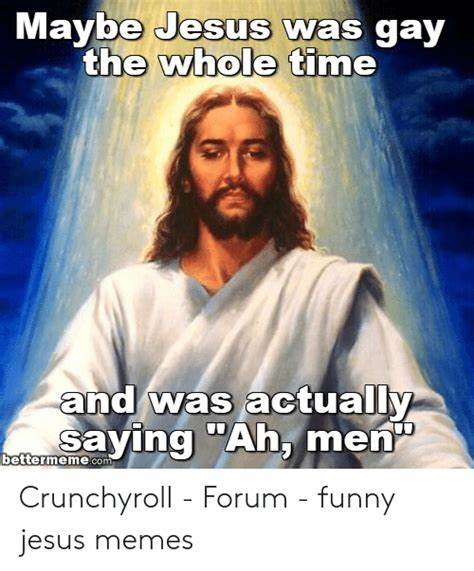 Maybe Jesus was gay
the whole time
and was actually
saying "Ah, men"
bettermeme.com
Crunchyroll - Forum - funny
jesus memes